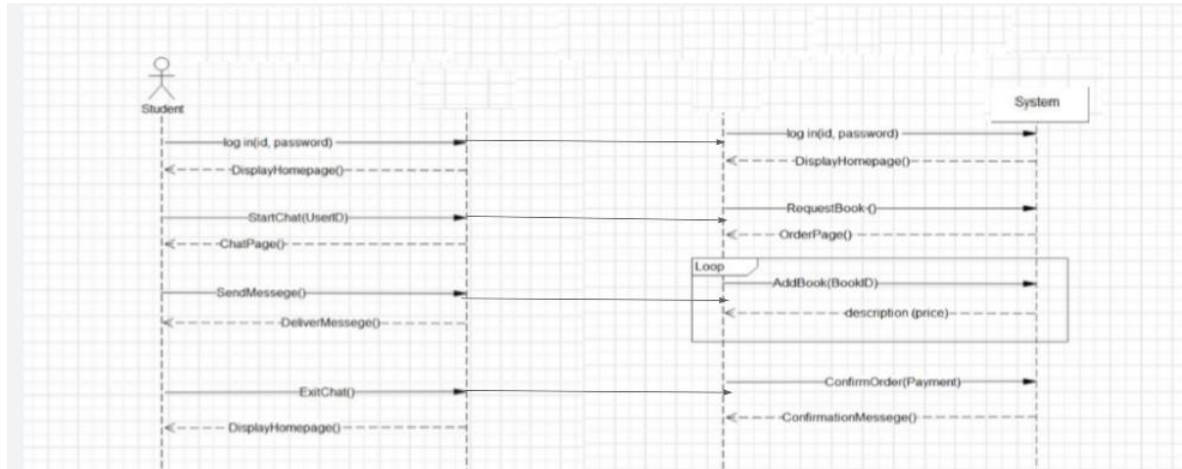 Student
System
log in(id, password)
log in(id, password)
DisplayHomepage()
DisplayHomepage()
StartChat(UserID)
RequestBook ()
ChatPage()
OrderPage()
Loop
SendMessege()
AddBook(BookID)
DeliverMessege()
description (price)
ExitChat()
ConfirmOrder(Payment)
DisplayHomepage()
ConfirmationMessege()